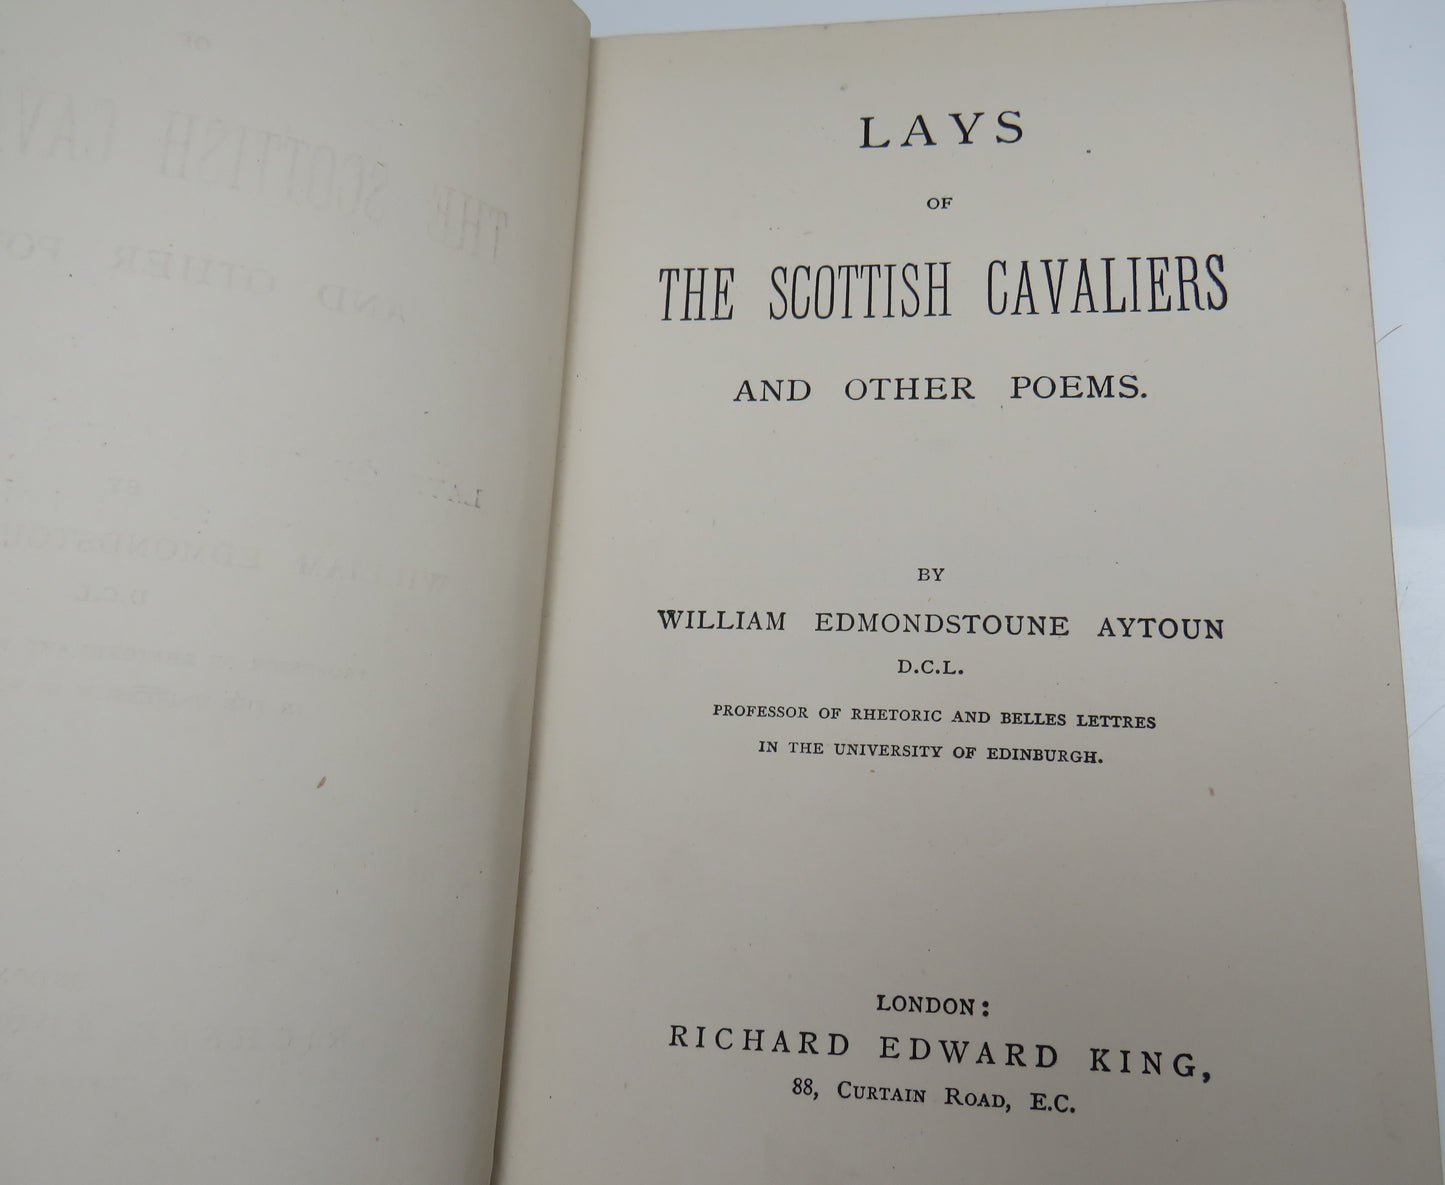 LAYS
OF
THE SCOTTISH CAVALIERS
AND OTHER POEMS.
BY
WILLIAM EDMONDSTOUNE AYTOUN
D.C.L.
PROFESSOR OF RHETORIC AND BELLES LETTRES
IN THE UNIVERSITY OF EDINBURGH.
LONDON:
RICHARD EDWARD KING,
88, CURTAIN ROAD, E.C.